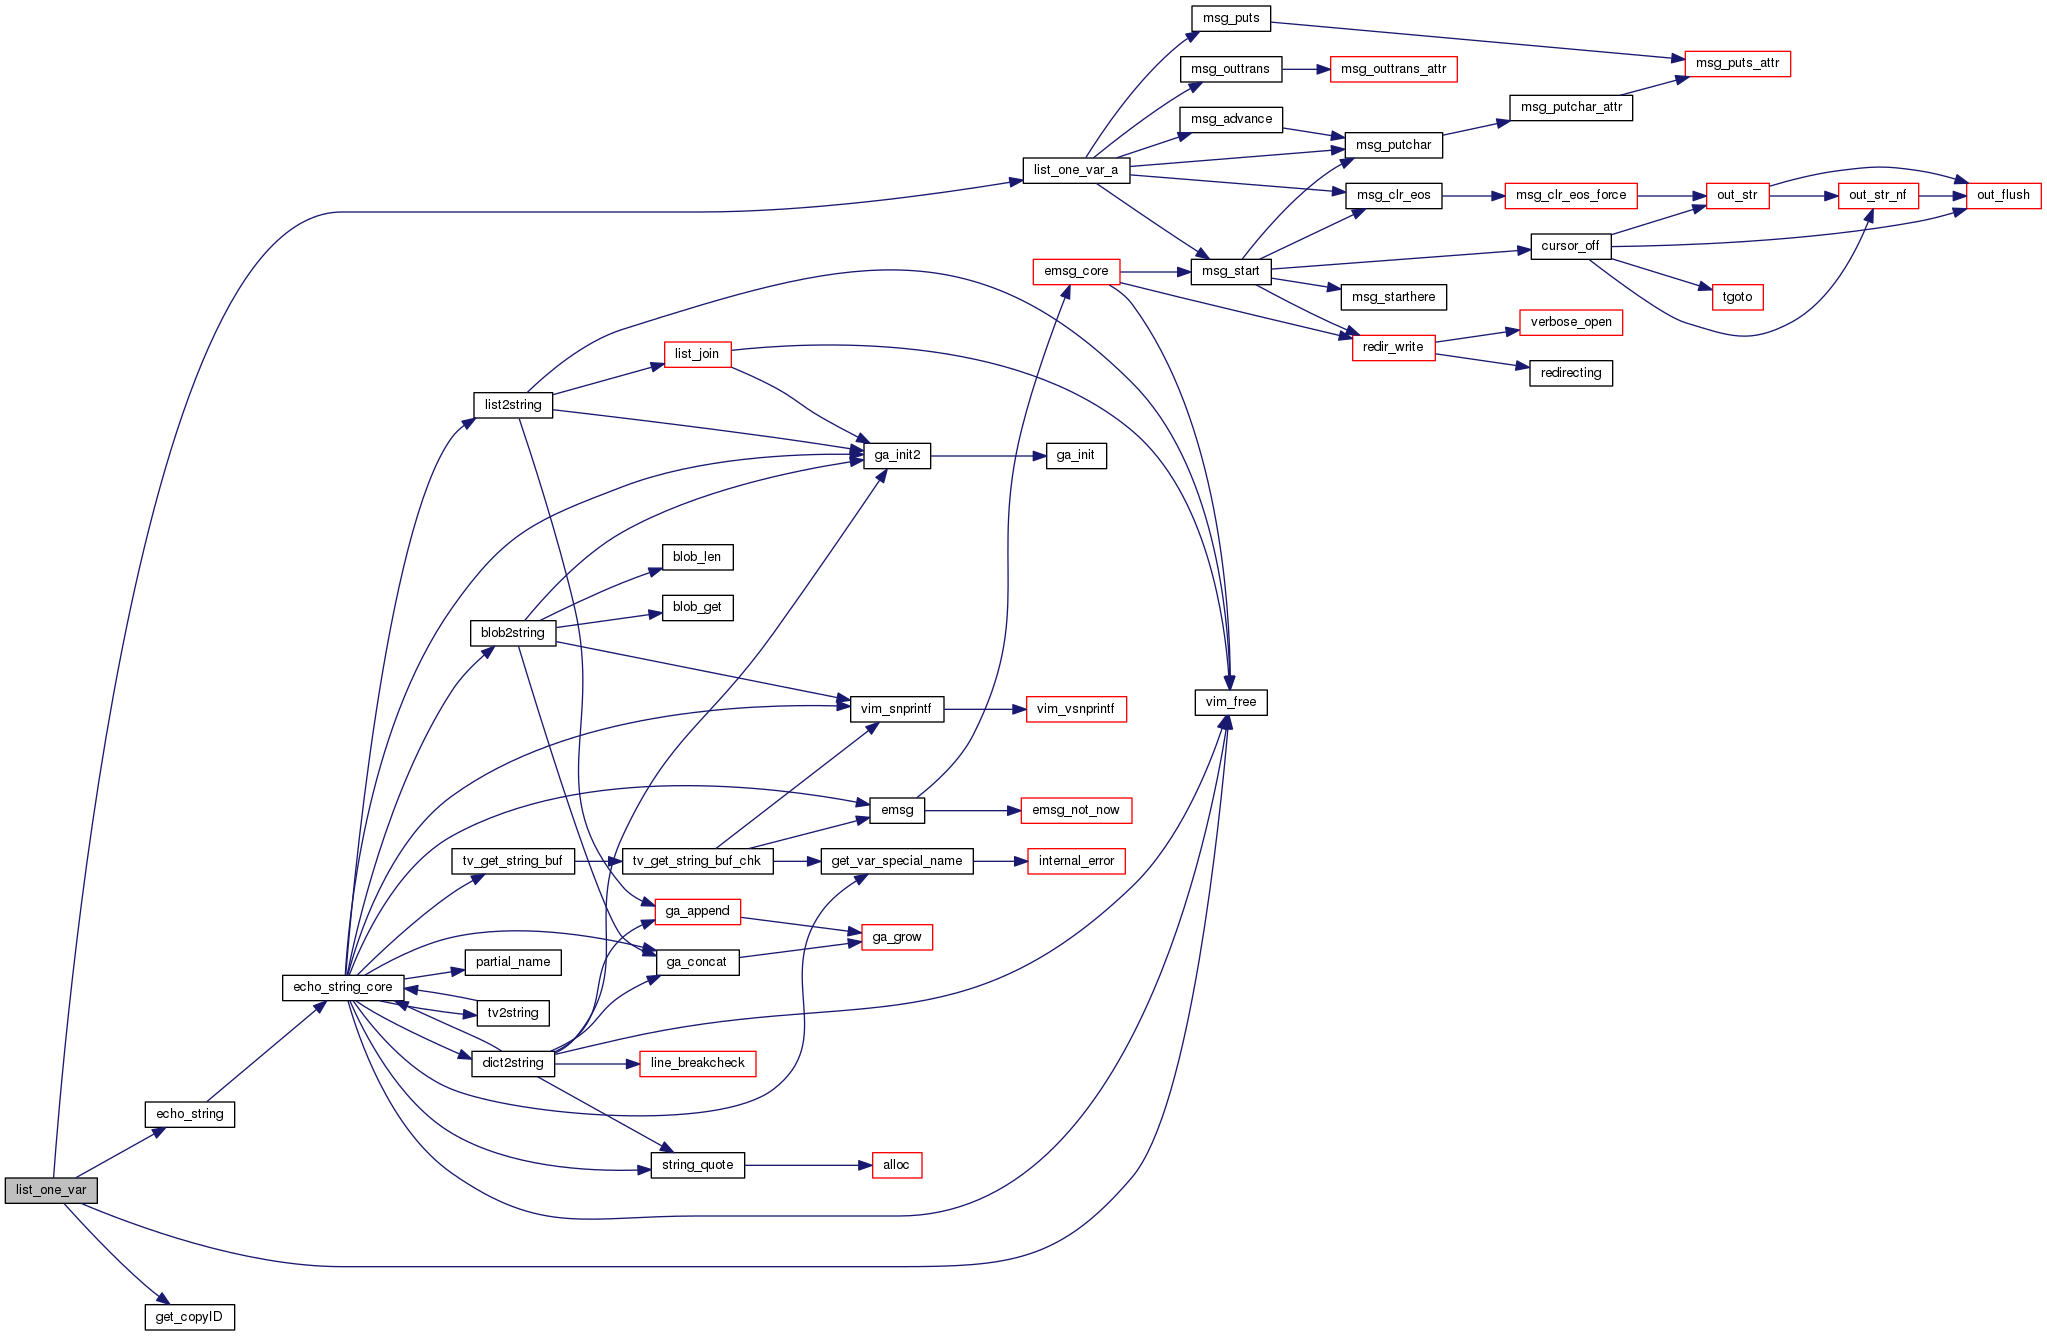 msg_puts
msg_puts_attr
msg_outtrans
msg_outtrans_attr
msg_putchar_attr
msg_advance
msg_putchar
list_one_var_a
msg_clr_eos
msg_clr_eos_force
out_str
out_str_nf
out_flush
cursor_off
emsg_core
msg_start
msg_starthere
tgoto
verbose_open
list_join
redir_write
redirecting
list2string
ga_init2
ga_init
blob_len
blob_get
blob2string
vim_free
vim_snprintf
vim_vsnprintf
emsg
emsg_not_now
tv_get_string_buf
tv_get_string_buf_chk
get_var_special_name
internal_error
ga_append
ga_grow
partial_name
ga_concat
echo_string_core
tv2string
dict2string
line_breakcheck
echo_string
string_quote
alloc
list_one_var
get_copyID